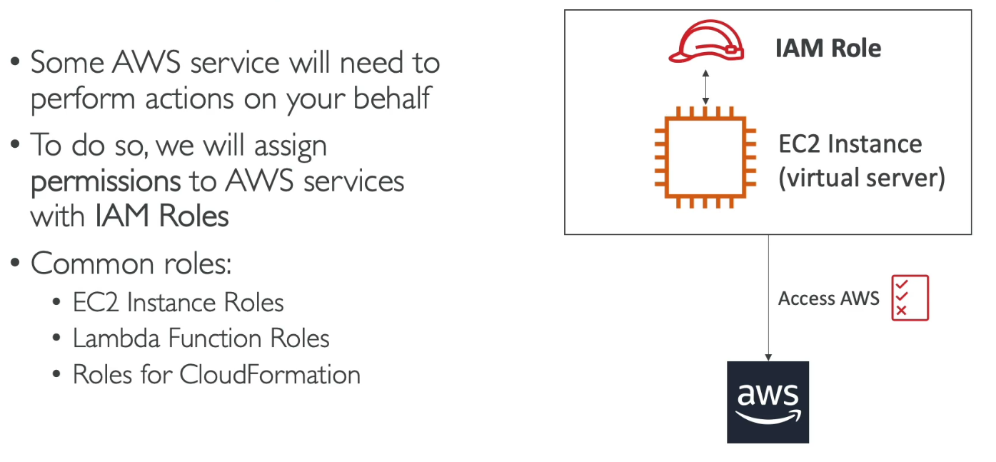 • Some AWS service will need to
perform actions on your behalf
• To do so, we will assign
permissions to AWS services
with IAM Roles
• Common roles:
• EC2 Instance Roles
• Lambda Function Roles
• Roles for CloudFormation
IAM Role
EC2 Instance
(virtual server)
Access AWS
aws